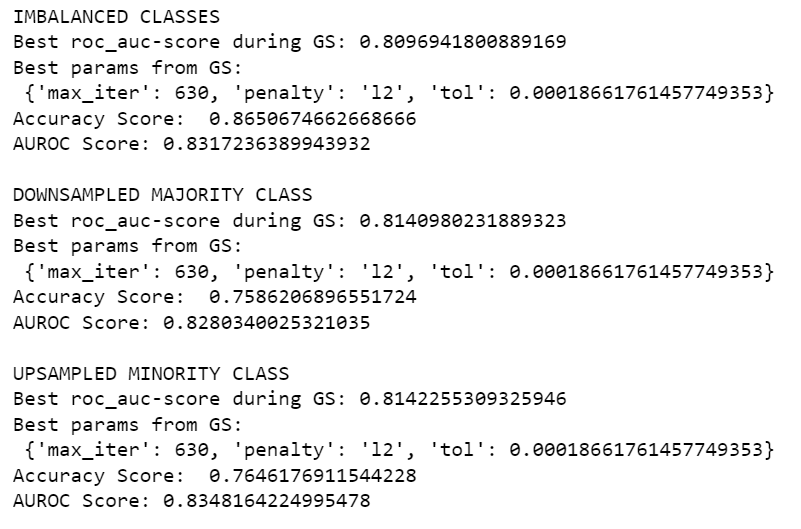 IMBALANCED CLASSES
Best roc_auc-score during GS: 0.8096941800889169
Best params from GS:
{'max_iter': 630, 'penalty': 'l2', 'tol': 0.00018661761457749353}
Accuracy Score:  0.8650674662668666
AUROC Score: 0.8317236389943932
DOWNSAMPLED MAJORITY CLASS
Best roc_auc-score during GS: 0.8140980231889323
Best params from GS:
{'max_iter': 630, 'penalty': 'l2', 'tol': 0.00018661761457749353}
Accuracy Score:  0.7586206896551724
AUROC Score: 0.8280340025321035
UPSAMPLED MINORITY CLASS
Best roc_auc-score during GS: 0.8142255309325946
Best params from GS:
{'max_iter': 630, 'penalty': 'l2', 'tol': 0.00018661761457749353}
Accuracy Score:  0.7646176911544228
AUROC Score: 0.8348164224995478